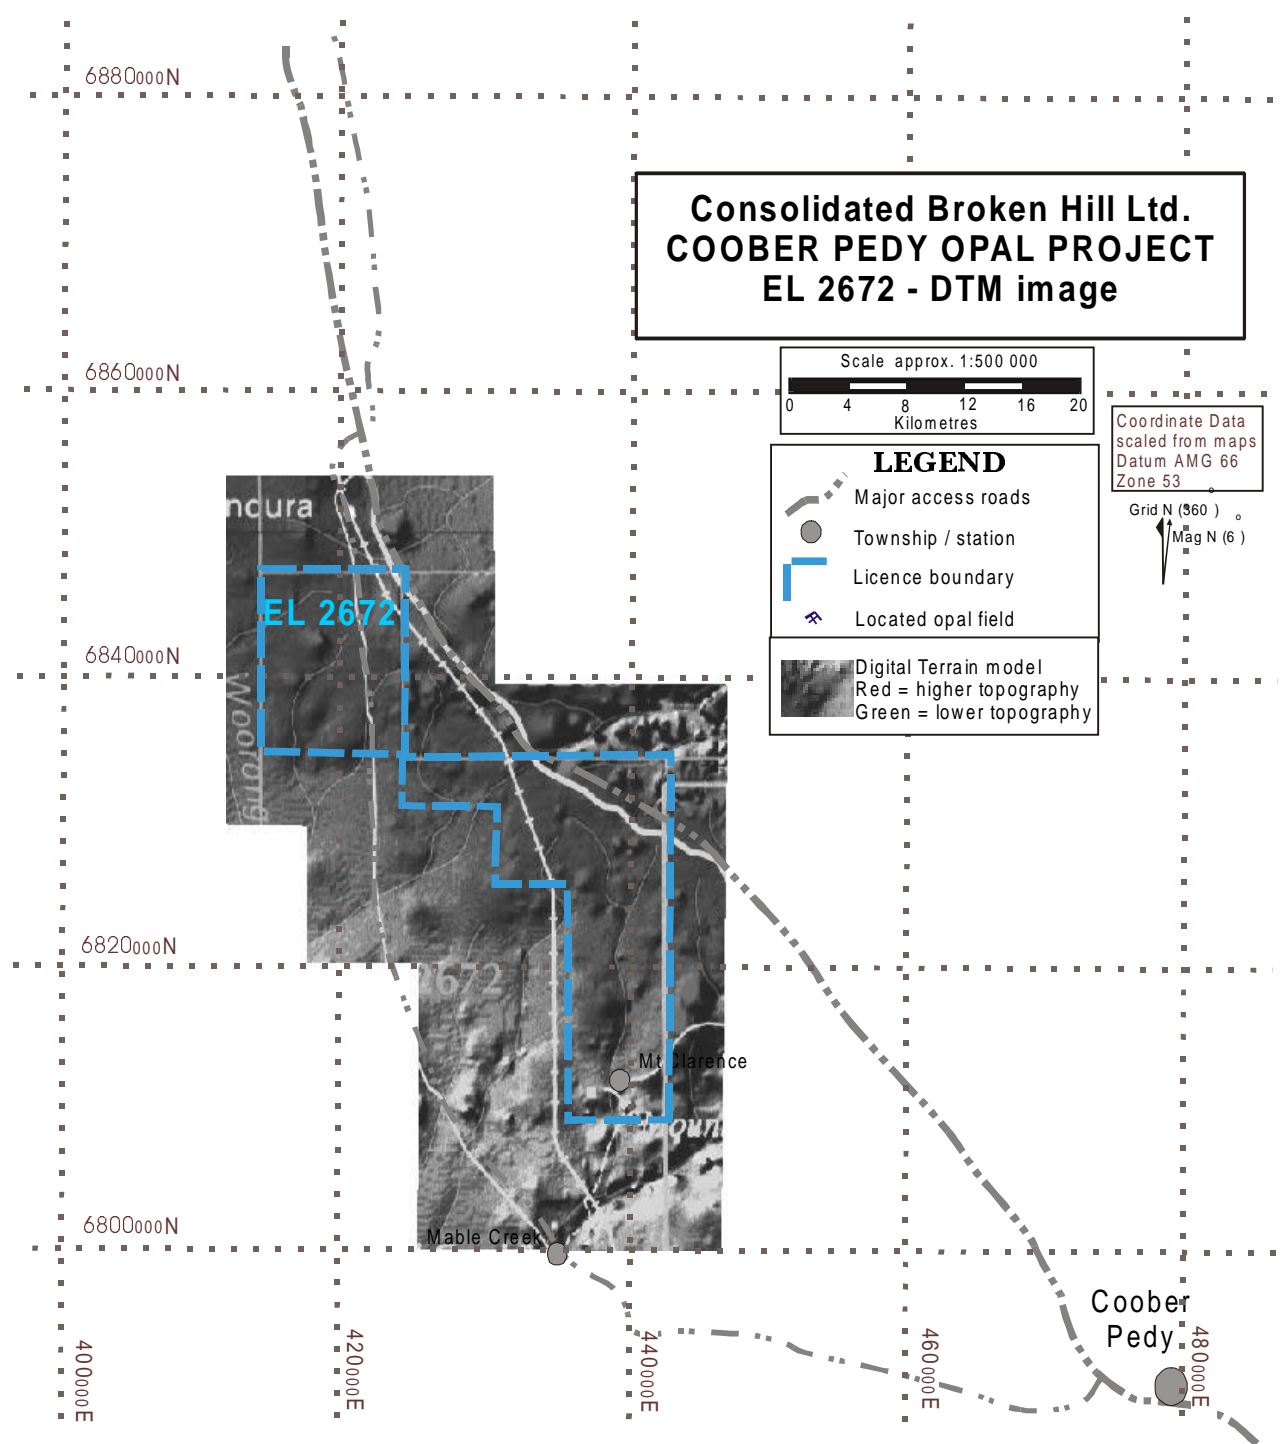 6880000N
Consolidated Broken Hill Ltd.
COOBER PEDY OPAL PROJECT
EL 2672 - DTM image
6860000N
Scale approx. 1:500 000
0 4 8 12 16 20
Kilometres
Coordinate Data
scaled from maps
Datum AMG 66
Zone 53
LEGEND
Major access roads
Township / station
Licence boundary
Located opal field
Grid N (360°)
Mag N (6°)
ndura
EL 2672
6840000N
Digital Terrain model
Red = higher topography
Green = lower topography
Woorong
6820000N
2672
Mt Clarence
Moun
6800000N
Mable Creek
Coober
Pedy
400000E
420000E
440000E
460000E
480000E